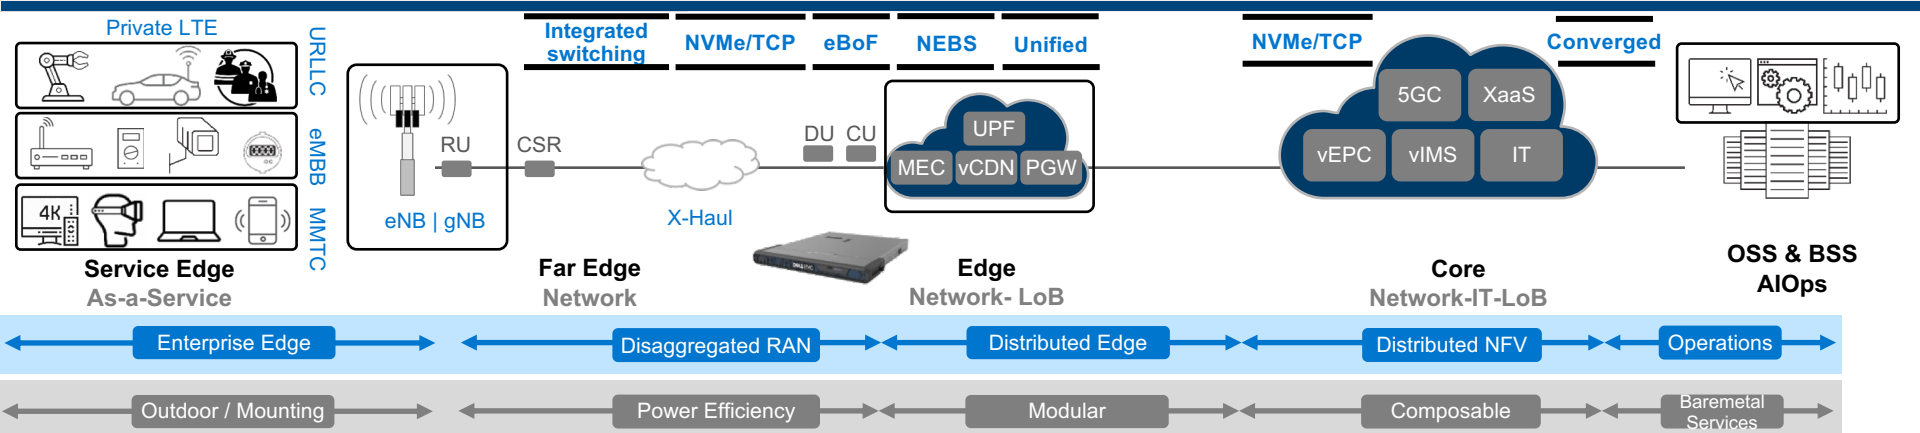 Private LTE
URLLC
eMBB
MMTC
4K
Integrated
switching
NVMe/TCP
eBoF
NEBS
Unified
NVMe/TCP
Converged
RU
CSR
DU
CU
UPF
MEC
vCDN
PGW
5GC
XaaS
vEPC
vIMS
IT
eNB | gNB
X-Haul
DELL EMC
Service Edge
As-a-Service
Far Edge
Network
Edge
Network- LoB
Core
Network-IT-LoB
OSS & BSS
AIOps
Enterprise Edge
Disaggregated RAN
Distributed Edge
Distributed NFV
Operations
Outdoor / Mounting
Power Efficiency
Modular
Composable
Baremetal
Services